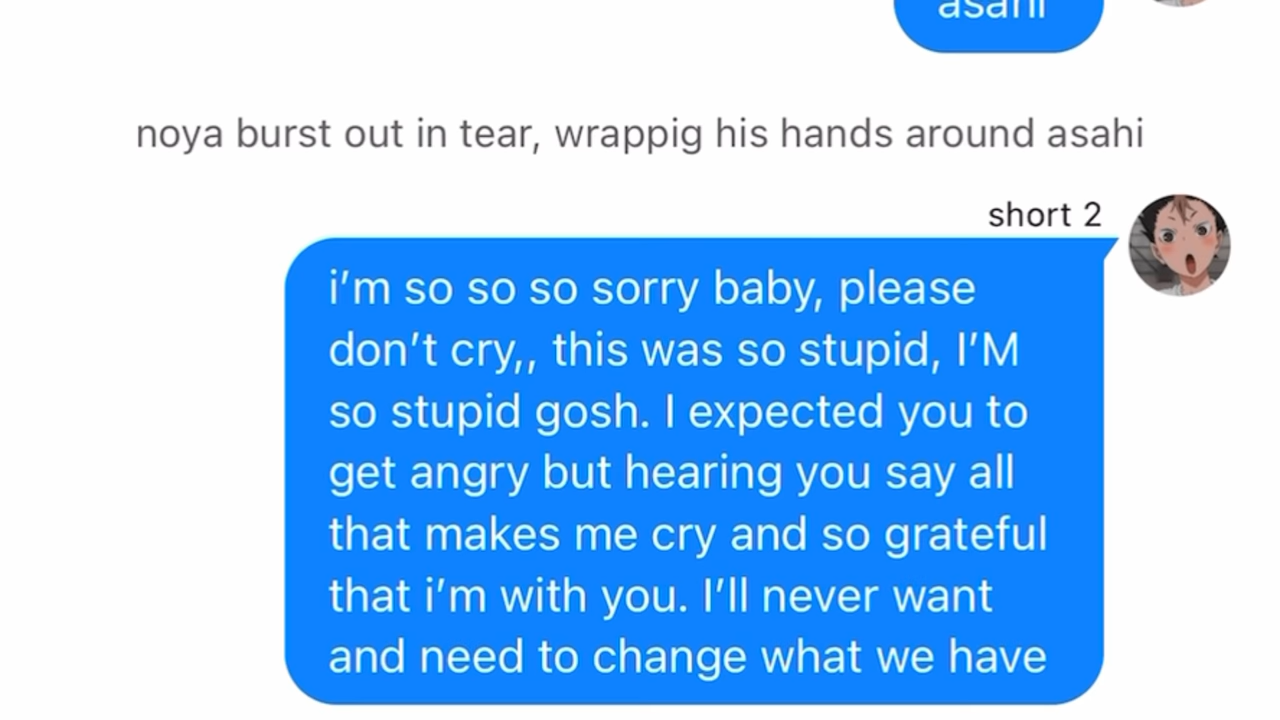 asahi
noya burst out in tear, wrappig his hands around asahi
short 2
i’m so so so sorry baby, please
don’t cry,, this was so stupid, I’M
so stupid gosh. I expected you to
get angry but hearing you say all
that makes me cry and so grateful
that i’m with you. I’ll never want
and need to change what we have